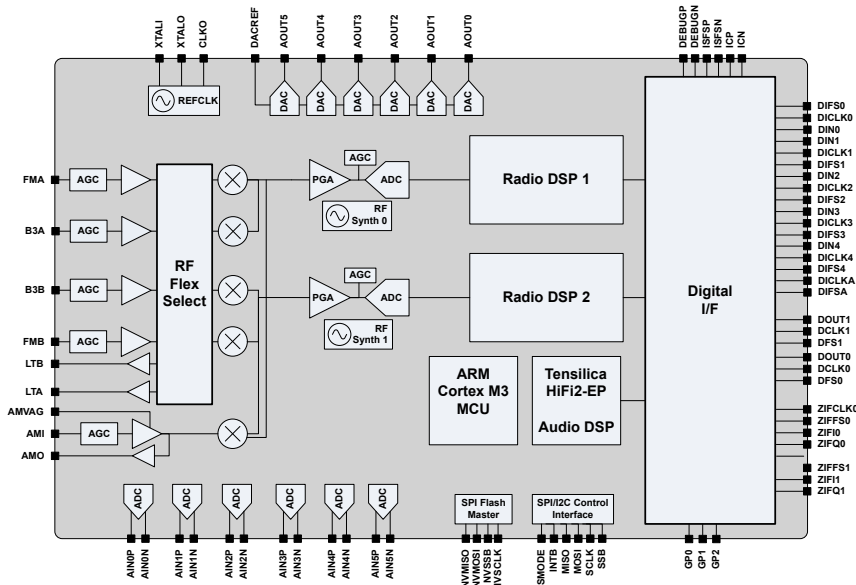 XTALI
XTALO
CLKO
DACREF
AOUT5
AOUT4
AOUT3
AOUT2
AOUT1
AOUT0
DEBUGP
DEBUGN
ISFSP
ISFSN
ICP
ICN
REFCLK
DAC
DAC
DAC
DAC
DAC
DAC
FMA
AGC
B3A
AGC
B3B
AGC
FMB
AGC
LTB
LTA
AMVAG
AMI
AGC
AMO
RF
Flex
Select
PGA
AGC
ADC
RF
Synth 0
PGA
AGC
ADC
RF
Synth 1
Radio DSP 1
Radio DSP 2
ARM
Cortex M3
MCU
Tensilica
HiFi2-EP
Audio DSP
Digital
I/F
DIFS0
DICLK0
DIN0
DIN1
DICLK1
DIFS1
DIN2
DICLK2
DIFS2
DIN3
DICLK3
DIFS3
DIN4
DICLK4
DIFS4
DICLKA
DIFSA
DOUT1
DCLK1
DFS1
DOUT0
DCLK0
DFS0
ZIFCLK0
ZIFFS0
ZIFI0
ZIFQ0
ZIFFS1
ZIFI1
ZIFQ1
ADC
ADC
ADC
ADC
ADC
ADC
SPI Flash
Master
SPI/I2C Control
Interface
AIN0P
AIN0N
AIN1P
AIN1N
AIN2P
AIN2N
AIN3P
AIN3N
AIN4P
AIN4N
AIN5P
AIN5N
NVMISO
NVMOSI
NVSSB
IVSCLK
SMODE
INTB
MISO
MOSI
SCLK
SSB
GP0
GP1
GP2